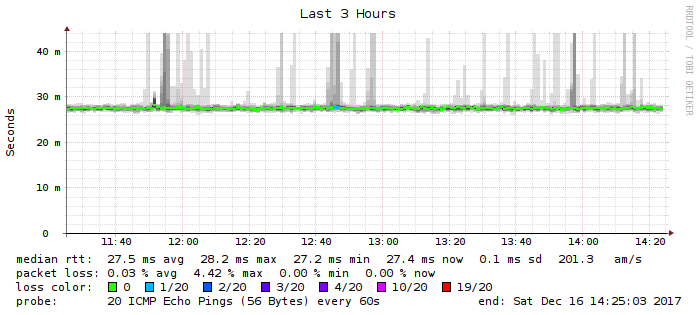 Last 3 Hours
RRDTOOL / TOBI OETIKER
Seconds
40 m
30 m
20 m
10 m
0
11:40 12:00 12:20 12:40 13:00 13:20 13:40 14:00 14:20
median rtt: 27.5 ms avg 28.2 ms max 27.2 ms min 27.4 ms now 0.1 ms sd 201.3 am/s
packet loss: 0.03 % avg 4.42 % max 0.00 % min 0.00 % now
loss color: 0 1/20 2/20 3/20 4/20 10/20 19/20
probe: 20 ICMP Echo Pings (56 Bytes) every 60s end: Sat Dec 16 14:25:03 2017